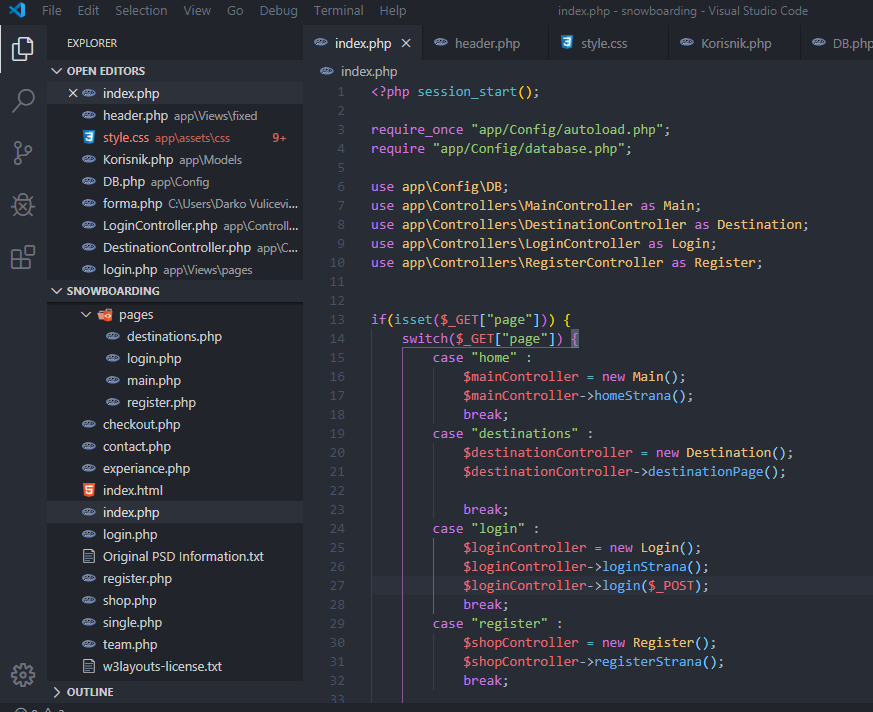 File Edit Selection View Go Debug Terminal Help index.php - snowboarding - Visual Studio Code
EXPLORER
OPEN EDITORS
index.php
header.php app\Views\fixed
style.css app\assets\css 9+
Korisnik.php app\Models
DB.php app\Config
forma.php C:\Users\Darko Vulicevi...
LoginController.php app\Controll...
DestinationController.php app\C...
login.php app\Views\pages
SNOWBOARDING
pages
destinations.php
login.php
main.php
register.php
checkout.php
contact.php
experiance.php
index.html
index.php
login.php
Original PSD Information.txt
register.php
shop.php
single.php
team.php
w3layouts-license.txt
OUTLINE
index.php header.php style.css Korisnik.php DB.php
index.php
1 <?php session_start();
2
3 require_once "app/Config/autoload.php";
4 require "app/Config/database.php";
5
6 use app\Config\DB;
7 use app\Controllers\MainController as Main;
8 use app\Controllers\DestinationController as Destination;
9 use app\Controllers\LoginController as Login;
10 use app\Controllers\RegisterController as Register;
11
12
13 if(isset($_GET["page"])) {
14 switch($_GET["page"]) {
15 case "home" :
16 $mainController = new Main();
17 $mainController->homeStrana();
18 break;
19 case "destinations" :
20 $destinationController = new Destination();
21 $destinationController->destinationPage();
22
23 break;
24 case "login" :
25 $loginController = new Login();
26 $loginController->loginStrana();
27 $loginController->login($_POST);
28 break;
29 case "register" :
30 $shopController = new Register();
31 $shopController->registerStrana();
32 break;
33